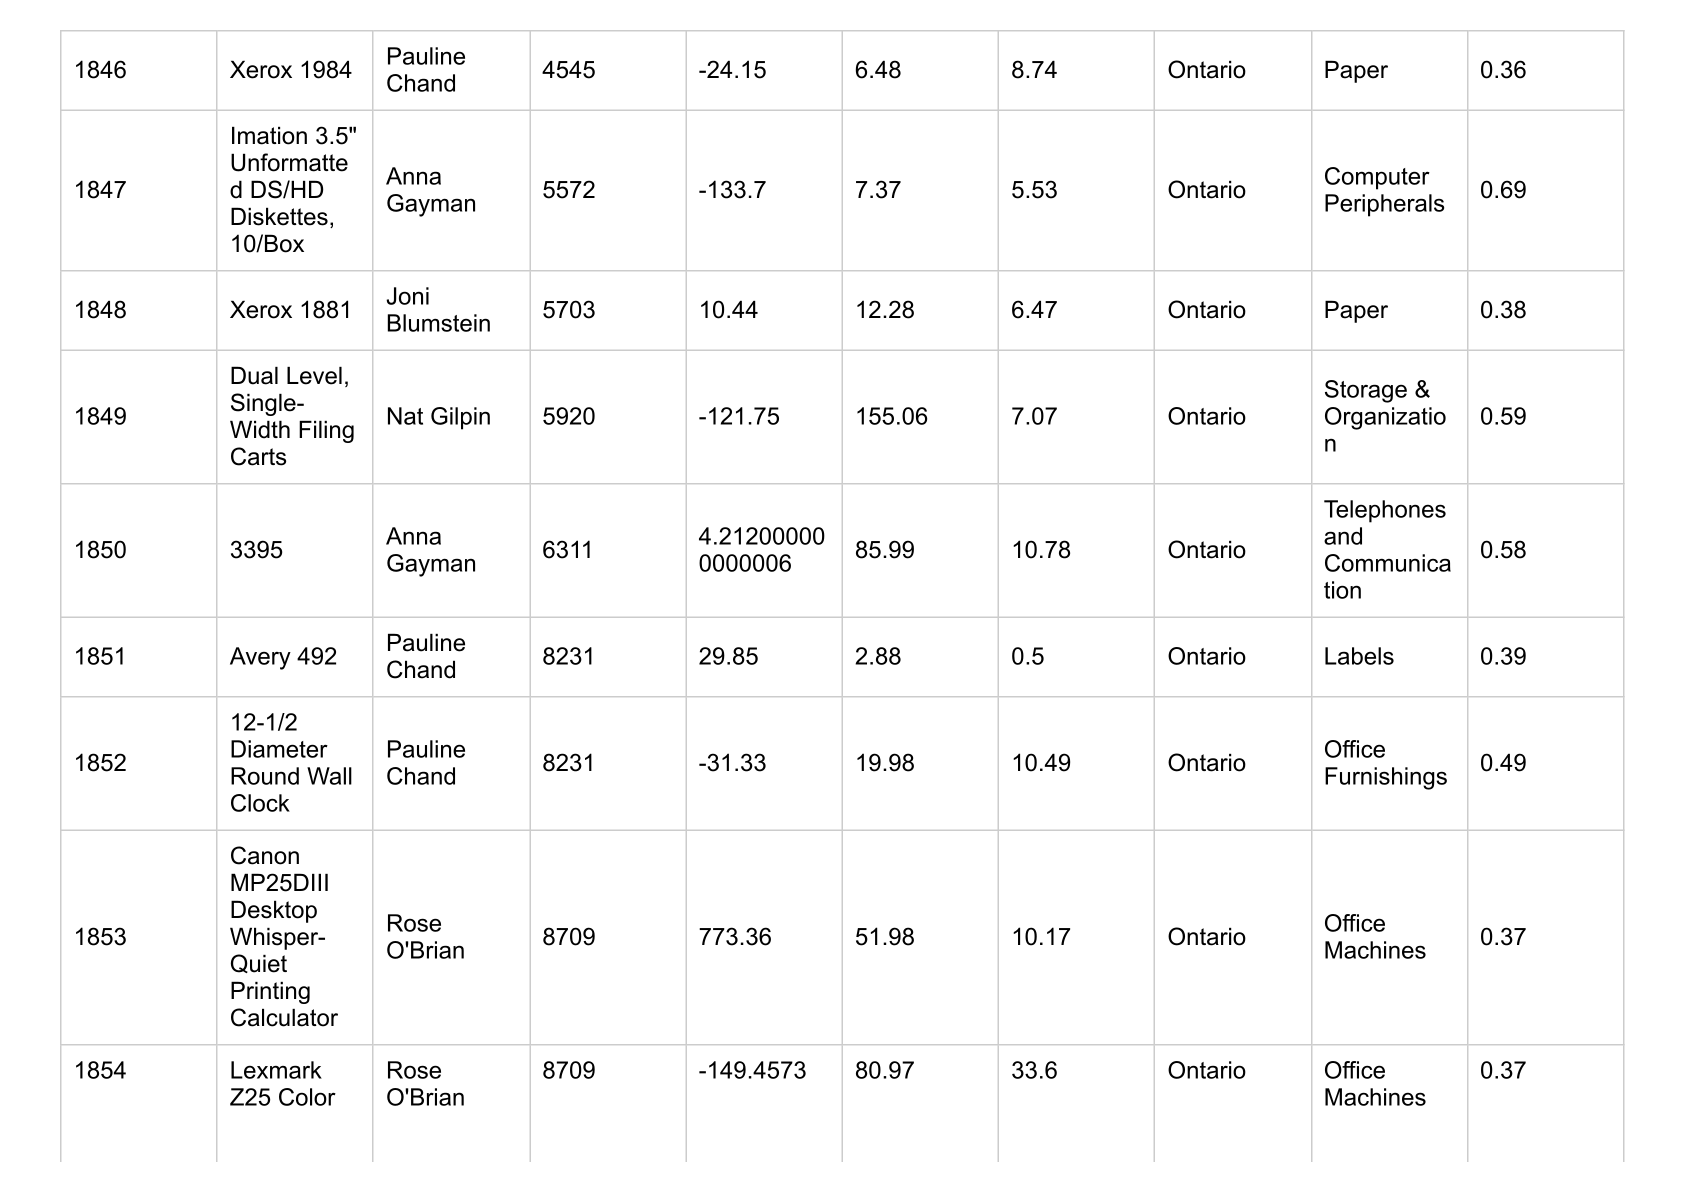 1846 Xerox 1984 Pauline Chand 4545 -24.15 6.48 8.74 Ontario Paper 0.36
1847 Imation 3.5" Unformatte d DS/HD Diskettes, 10/Box Anna Gayman 5572 -133.7 7.37 5.53 Ontario Computer Peripherals 0.69
1848 Xerox 1881 Joni Blumstein 5703 10.44 12.28 6.47 Ontario Paper 0.38
1849 Dual Level, Single- Width Filing Carts Nat Gilpin 5920 -121.75 155.06 7.07 Ontario Storage & Organizatio n 0.59
1850 3395 Anna Gayman 6311 4.21200000 0000006 85.99 10.78 Ontario Telephones and Communica tion 0.58
1851 Avery 492 Pauline Chand 8231 29.85 2.88 0.5 Ontario Labels 0.39
1852 12-1/2 Diameter Round Wall Clock Pauline Chand 8231 -31.33 19.98 10.49 Ontario Office Furnishings 0.49
1853 Canon MP25DIII Desktop Whisper- Quiet Printing Calculator Rose O'Brian 8709 773.36 51.98 10.17 Ontario Office Machines 0.37
1854 Lexmark Z25 Color Rose O'Brian 8709 -149.4573 80.97 33.6 Ontario Office Machines 0.37